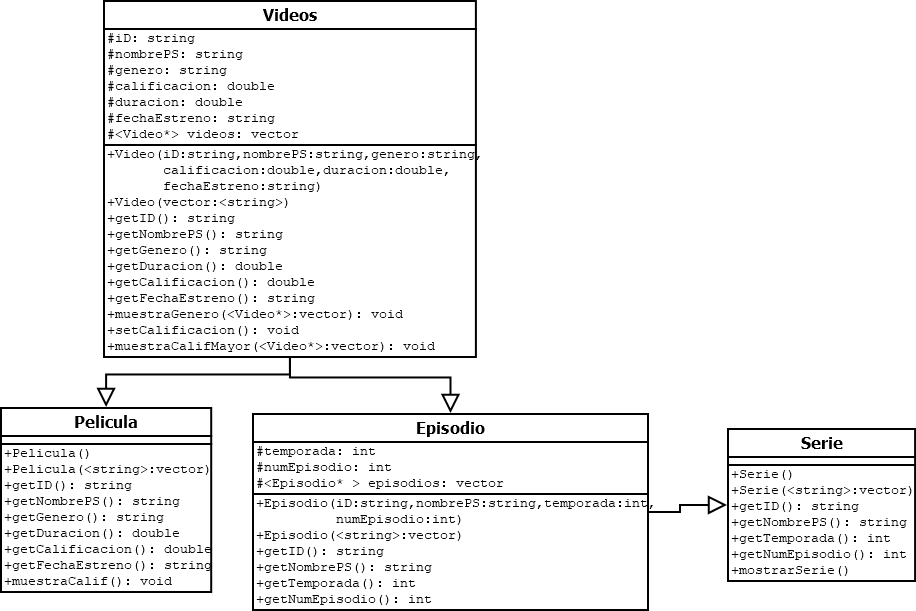 Videos
#iD: string
#nombrePS: string
#genero: string
#calificacion: double
#duracion: double
#fechaEstreno: string
#<Video*> videos: vector
+Video(iD:string,nombrePS:string,genero:string,
calificacion:double,duracion:double,
fechaEstreno:string)
+Video(vector:<string>)
+getID(): string
+getNombrePS(): string
+getGenero(): string
+getDuracion(): double
+getCalificacion(): double
+getFechaEstreno(): string
+muestraGenero(<Video*>:vector): void
+setCalificacion(): void
+muestraCalifMayor(<Video*>:vector): void
Pelicula
+Pelicula()
+Pelicula(<string>:vector)
+getID(): string
+getNombrePS(): string
+getGenero(): string
+getDuracion(): double
+getCalificacion(): double
+getFechaEstreno(): string
+muestraCalif(): void
Episodio
#temporada: int
#numEpisodio: int
#<Episodio* > episodios: vector
+Episodio(iD:string,nombrePS:string,temporada:int,
numEpisodio:int)
+Episodio(<string>:vector)
+getID(): string
+getNombrePS(): string
+getTemporada(): int
+getNumEpisodio(): int
Serie
+Serie()
+Serie(<string>:vector)
+getID(): string
+getNombrePS(): string
+getTemporada(): int
+getNumEpisodio(): int
+mostrarSerie()